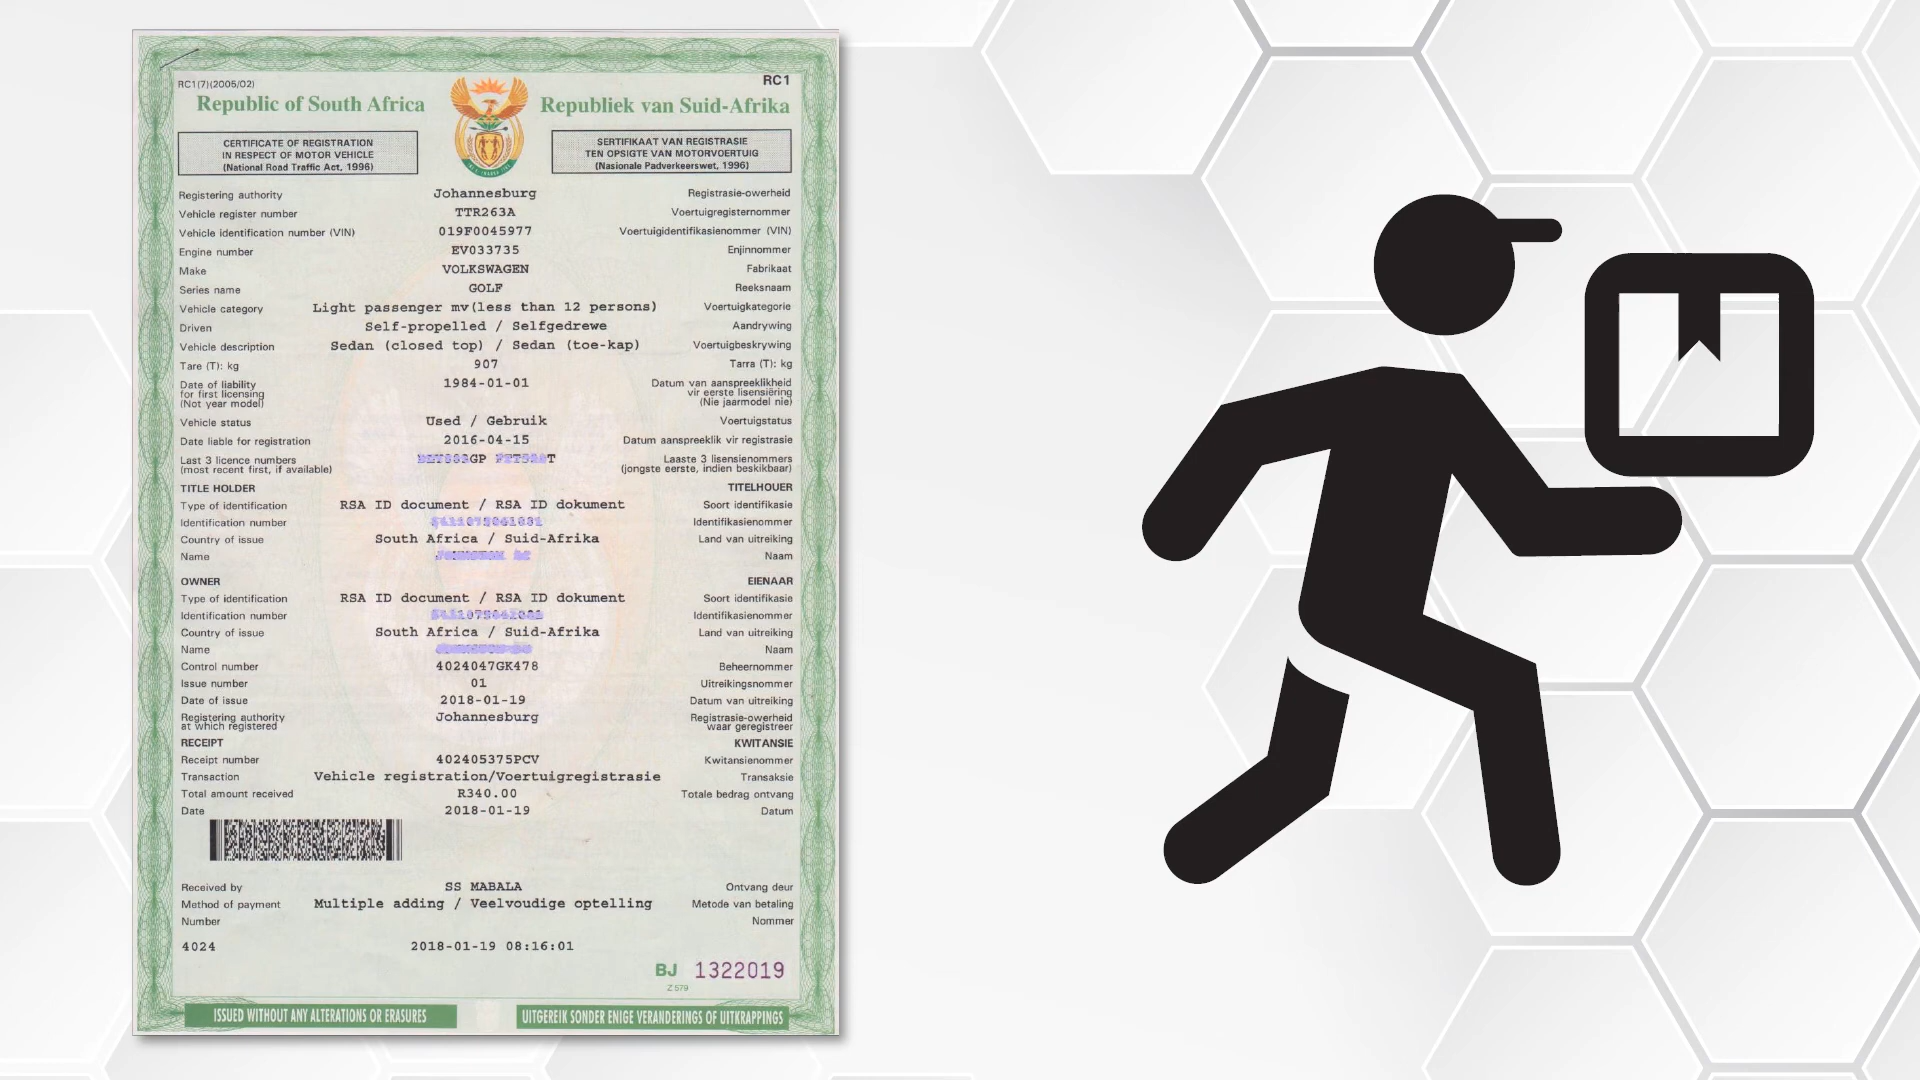 RC1(7)(2005/02)
RC1
Republic of South Africa
Republiek van Suid-Afrika
CERTIFICATE OF REGISTRATION
IN RESPECT OF MOTOR VEHICLE
(National Road Traffic Act, 1996)
SERTIFIKAAT VAN REGISTRASIE
TEN OPSIGTE VAN MOTORVOERTUIG
(Nasionale Padverkeerswet, 1996)
Registering authority Johannesburg Registrasie-owerheid
Vehicle register number TTR263A Voertuigregisternommer
Vehicle identification number (VIN) 019F0045977 Voertuigidentifikasienommer (VIN)
Engine number EV033735 Enjinnommer
Make VOLKSWAGEN Fabrikaat
Series name GOLF Reeksnaam
Vehicle category Light passenger mv(less than 12 persons) Voertuigkategorie
Driven Self-propelled / Selfgedrewe Aandrywing
Vehicle description Sedan (closed top) / Sedan (toe-kap) Voertuigbeskrywing
Tare (T): kg 907 Tarra (T): kg
Date of liability
for first licensing
(Not year model)
1984-01-01
Datum van aanspreeklikheid
vir eerste lisensiëring
(Nie jaarmodel nie)
Vehicle status Used / Gebruik Voertuigstatus
Date liable for registration 2016-04-15 Datum aanspreeklik vir registrasie
Last 3 licence numbers
(most recent first, if available)
Laaste 3 lisensienommers
(jongste eerste, indien beskikbaar)
TITLE HOLDER TITELHOUER
Type of identification RSA ID document / RSA ID dokument Soort identifikasie
Identification number Identifikasienommer
Country of issue South Africa / Suid-Afrika Land van uitreiking
Name Naam
OWNER EIENAAR
Type of identification RSA ID document / RSA ID dokument Soort identifikasie
Identification number Identifikasienommer
Country of issue South Africa / Suid-Afrika Land van uitreiking
Name Naam
Control number 4024047GK478 Beheernommer
Issue number 01 Uitreikingsnommer
Date of issue 2018-01-19 Datum van uitreiking
Registering authority
at which registered
Johannesburg
Registrasie-owerheid
waar geregistreer
RECEIPT KWITANSIE
Receipt number 402405375PCV Kwitansienommer
Transaction Vehicle registration/Voertuigregistrasie Transaksie
Total amount received R340.00 Totale bedrag ontvang
Date 2018-01-19 Datum
Received by SS MABALA Ontvang deur
Method of payment Multiple adding / Veelvoudige optelling Metode van betaling
Number Nommer
4024 2018-01-19 08:16:01
BJ 1322019
Z 579
ISSUED WITHOUT ANY ALTERATIONS OR ERASURES
UITGEREIK SONDER ENIGE VERANDERINGS OF UITKRAPPINGS